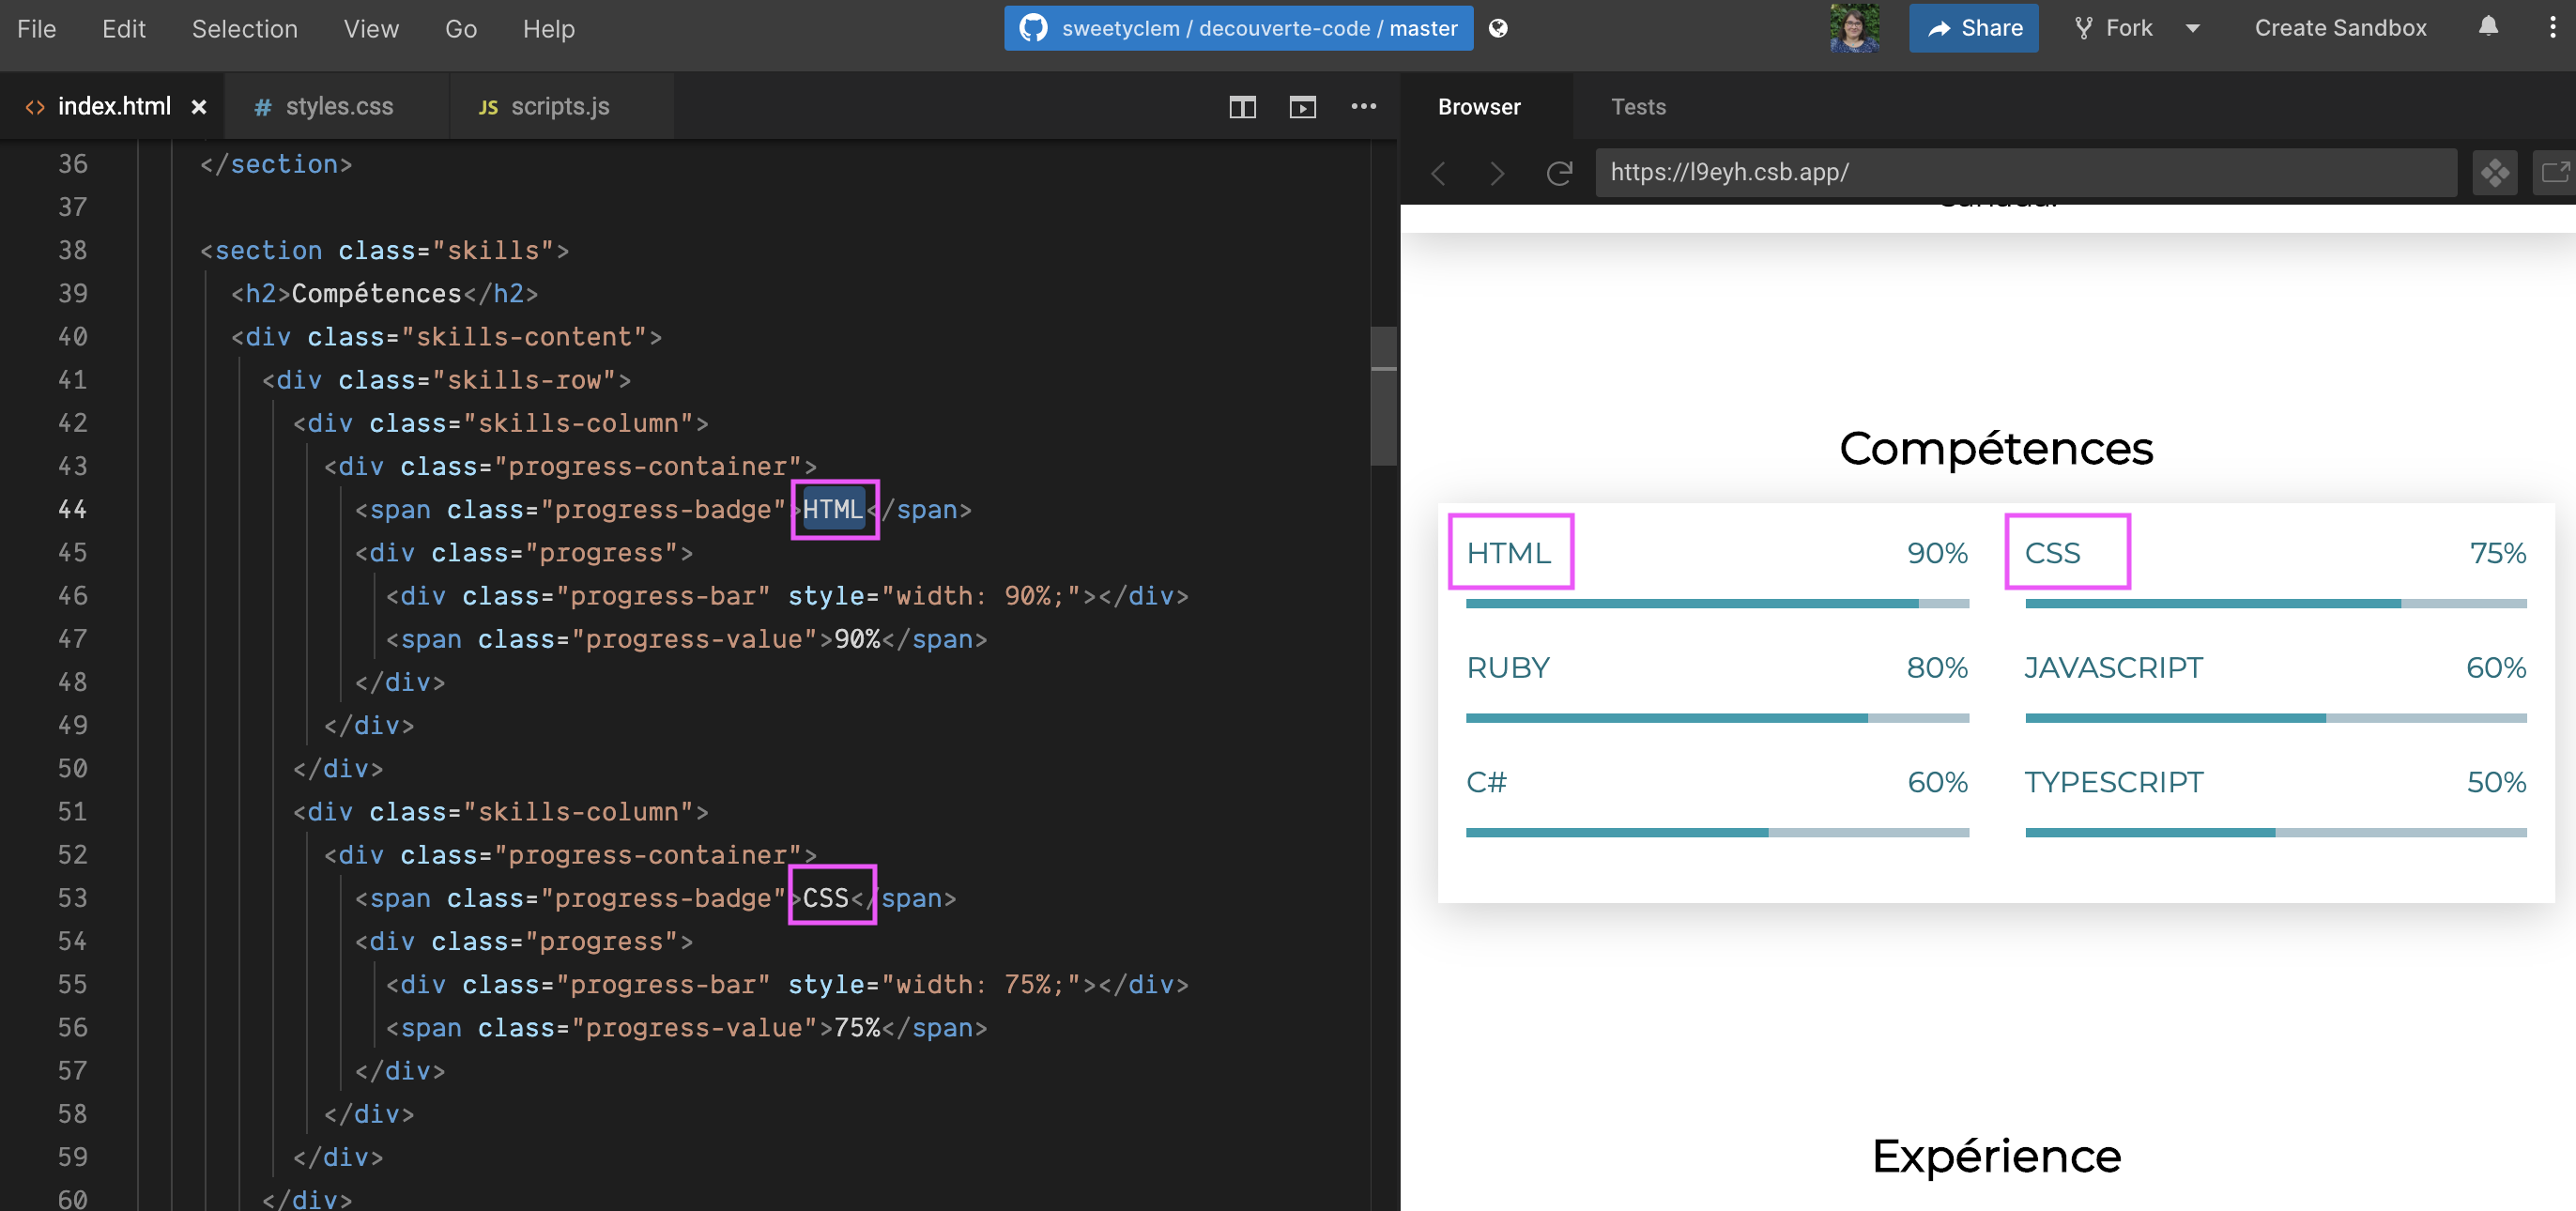 File Edit Selection View Go Help
sweetyclem / decouverte-code / master
Share Fork Create Sandbox
<> index.html # styles.css JS scripts.js
Browser Tests
https://l9eyh.csb.app/
36 </section>
37
38 <section class="skills">
39 <h2>Compétences</h2>
40 <div class="skills-content">
41 <div class="skills-row">
42 <div class="skills-column">
43 <div class="progress-container">
44 <span class="progress-badge">HTML</span>
45 <div class="progress">
46 <div class="progress-bar" style="width: 90%;"></div>
47 <span class="progress-value">90%</span>
48 </div>
49 </div>
50 </div>
51 <div class="skills-column">
52 <div class="progress-container">
53 <span class="progress-badge">CSS</span>
54 <div class="progress">
55 <div class="progress-bar" style="width: 75%;"></div>
56 <span class="progress-value">75%</span>
57 </div>
58 </div>
59 </div>
60 </div>
Compétences
HTML 90% CSS 75%
RUBY 80% JAVASCRIPT 60%
C# 60% TYPESCRIPT 50%
Expérience